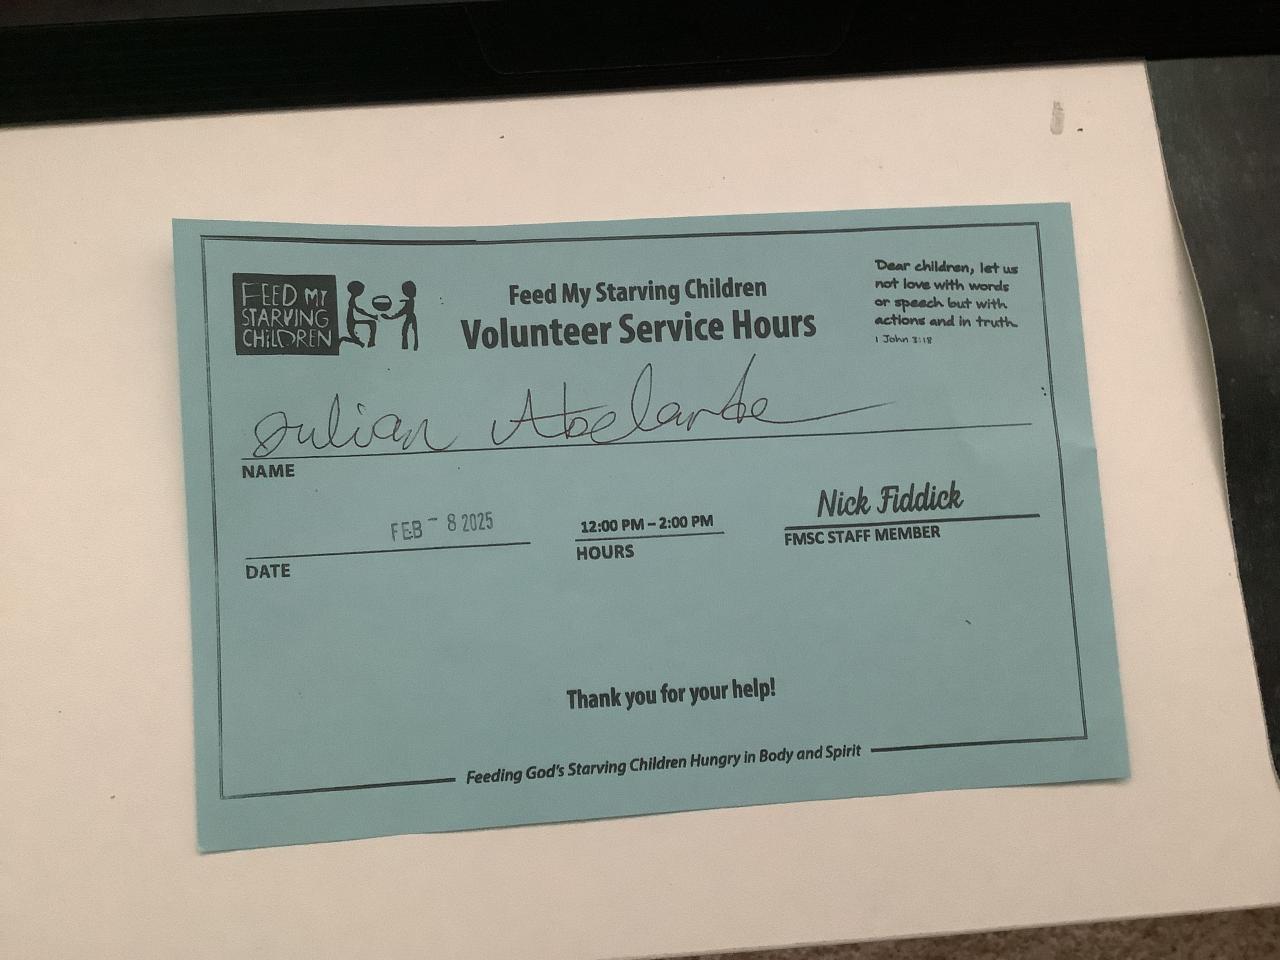 FEED MY
STARVING
CHILDREN
Feed My Starving Children
Volunteer Service Hours
Dear children, let us
not love with words
or speech but with
actions and in truth.
1 John 3:18
Julian Abelarde
NAME
FEB - 8 2025
DATE
12:00 PM – 2:00 PM
HOURS
Nick Fiddick
FMSC STAFF MEMBER
Thank you for your help!
Feeding God's Starving Children Hungry in Body and Spirit